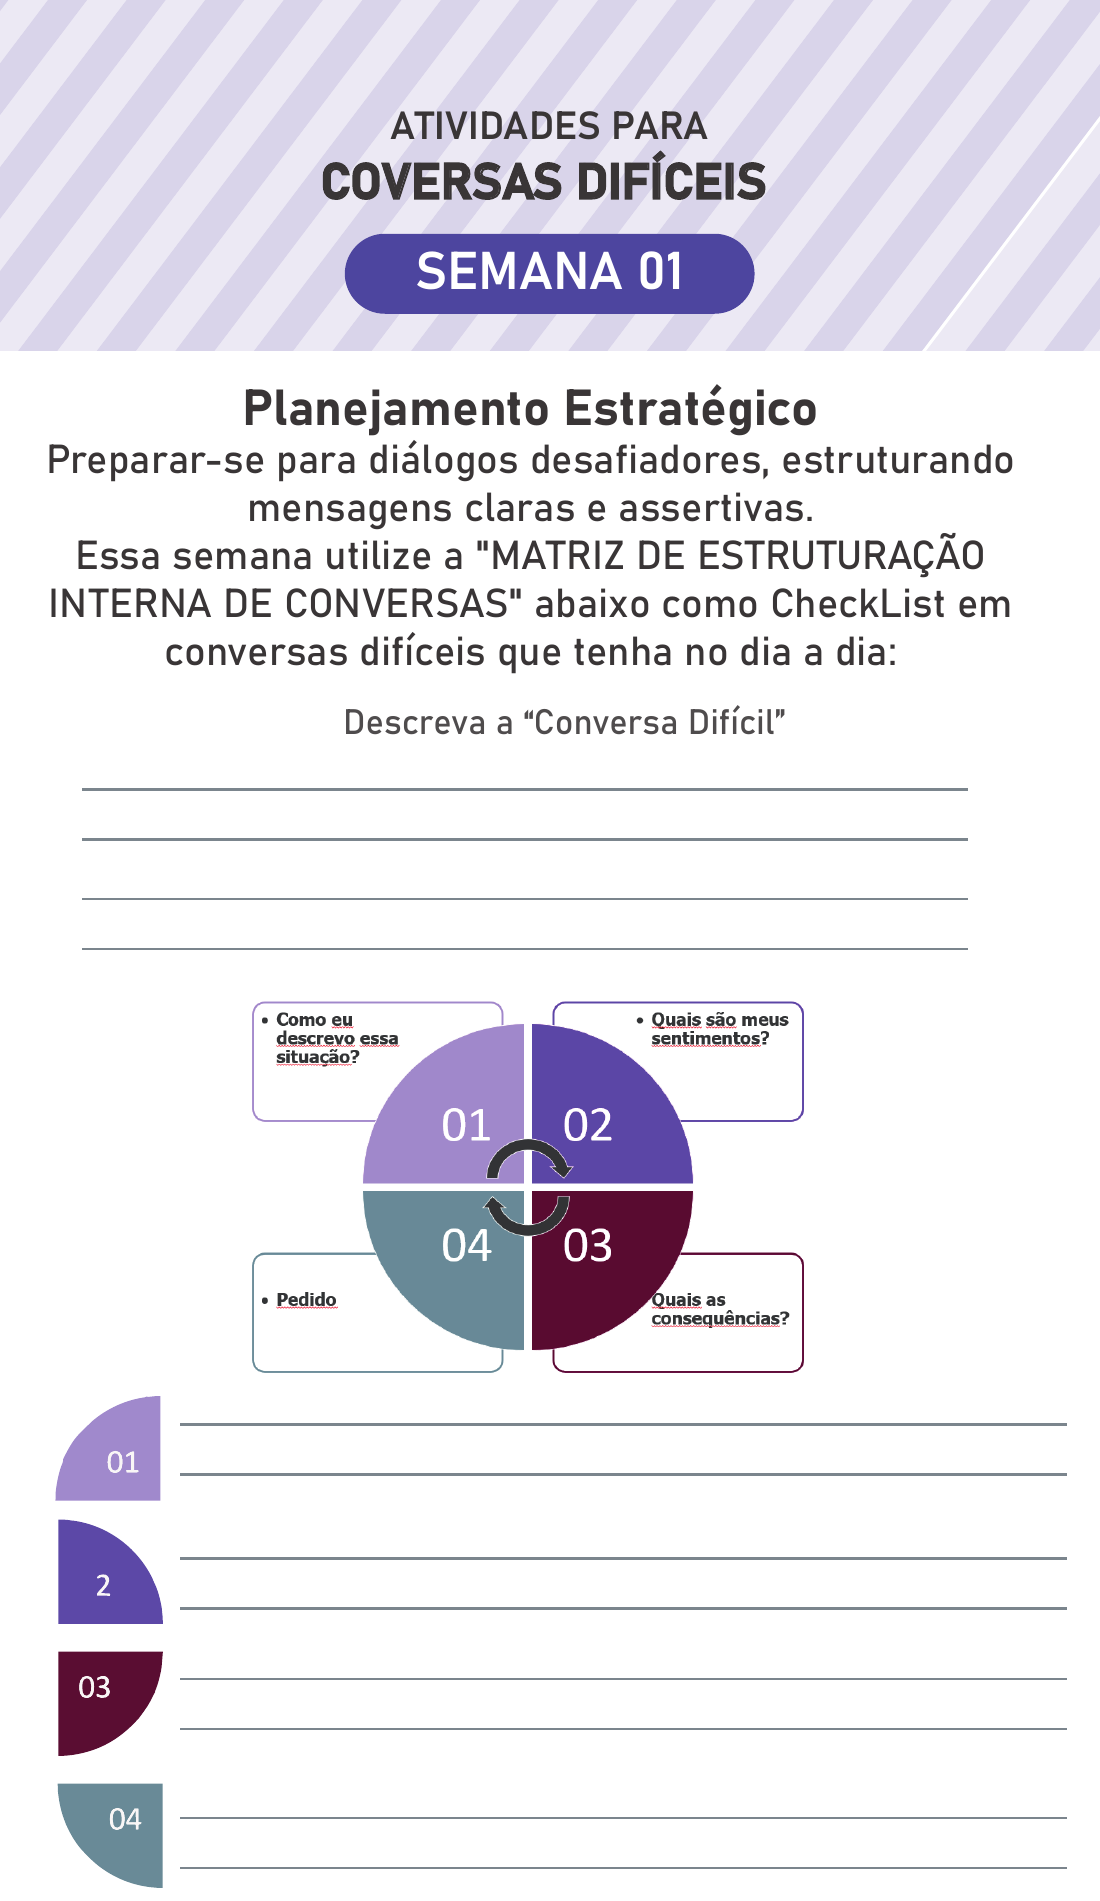 ATIVIDADES PARA
COVERSAS DIFÍCEIS
SEMANA 01
Planejamento Estratégico
Preparar-se para diálogos desafiadores, estruturando
mensagens claras e assertivas.
Essa semana utilize a "MATRIZ DE ESTRUTURAÇÃO
INTERNA DE CONVERSAS" abaixo como CheckList em
conversas difíceis que tenha no dia a dia:
Descreva a “Conversa Difícil”
• Como eu
descrevo essa
situação?
• Quais são meus
sentimentos?
01
02
04
03
• Pedido
Quais as
consequências?
01
2
03
04